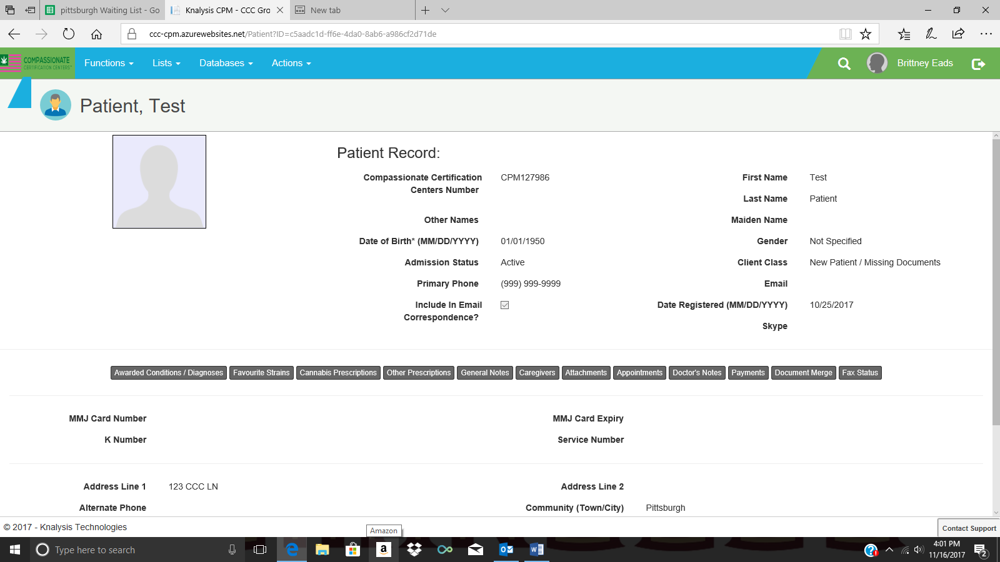 pittsburgh Waiting List - Go
Knalysis CPM - CCC Gro
New tab
ccc-cpm.azurewebsites.net/Patient?ID=c5aadc1d-ff6e-4da0-8ab6-a986cf2d71de
COMPASSIONATE
CERTIFICATION CENTERS
Functions
Lists
Databases
Actions
Brittney Eads
Patient, Test
Patient Record:
Compassionate Certification
Centers Number
CPM127986
First Name
Test
Last Name
Patient
Other Names
Maiden Name
Date of Birth* (MM/DD/YYYY)
01/01/1950
Gender
Not Specified
Admission Status
Active
Client Class
New Patient / Missing Documents
Primary Phone
(999) 999-9999
Email
Include In Email
Correspondence?
Date Registered (MM/DD/YYYY)
10/25/2017
Skype
Awarded Conditions / Diagnoses
Favourite Strains
Cannabis Prescriptions
Other Prescriptions
General Notes
Caregivers
Attachments
Appointments
Doctor's Notes
Payments
Document Merge
Fax Status
MMJ Card Number
MMJ Card Expiry
K Number
Service Number
Address Line 1
123 CCC LN
Address Line 2
Alternate Phone
Community (Town/City)
Pittsburgh
© 2017 - Knalysis Technologies
Amazon
Contact Support
Type here to search
4:01 PM
11/16/2017
2